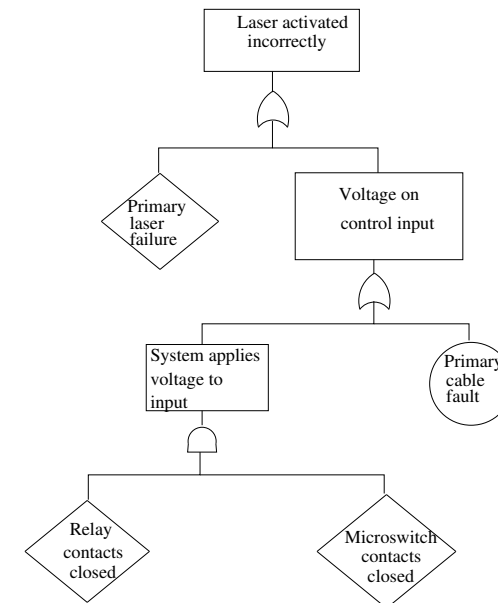 Laser activated
incorrectly
Primary
laser
failure
Voltage on
control input
System applies
voltage to
input
Primary
cable
fault
Relay
contacts
closed
Microswitch
contacts
closed